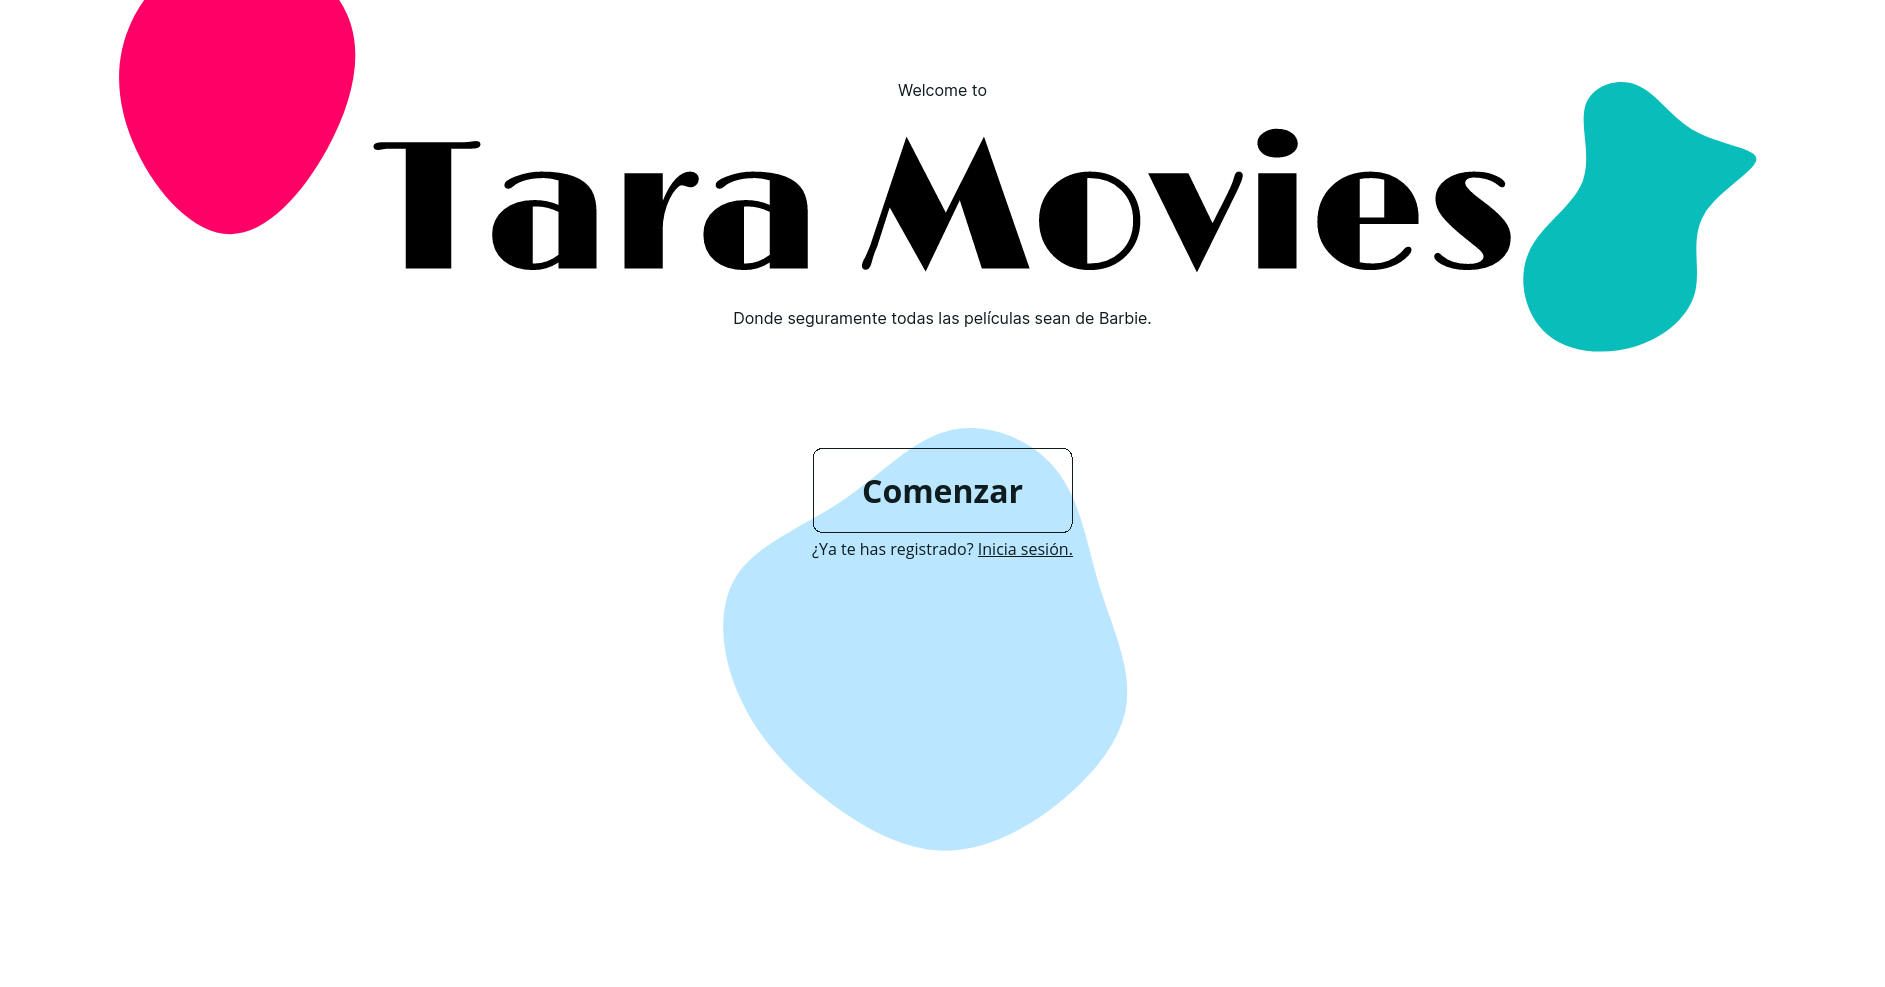 Welcome to
Tara Movies
Donde seguramente todas las películas sean de Barbie.
Comenzar
¿Ya te has registrado? Inicia sesión.